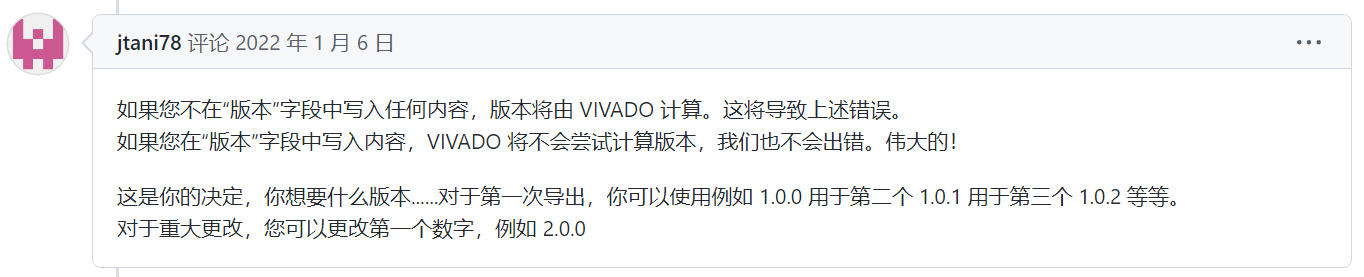 jtani78 评论 2022 年 1 月 6 日
如果您不在“版本”字段中写入任何内容，版本将由 VIVADO 计算。这将导致上述错误。
如果您在“版本”字段中写入内容，VIVADO 将不会尝试计算版本，我们也不会出错。伟大的！
这是你的决定，你想要什么版本......对于第一次导出，你可以使用例如 1.0.0 用于第二个 1.0.1 用于第三个 1.0.2 等等。
对于重大更改，您可以更改第一个数字，例如 2.0.0